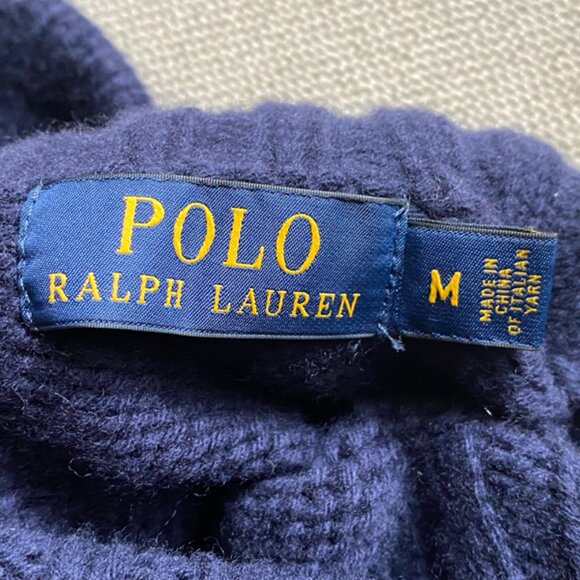 POLO
RALPH LAUREN
M
MADE IN
CHINA
OF ITALIAN
YARN